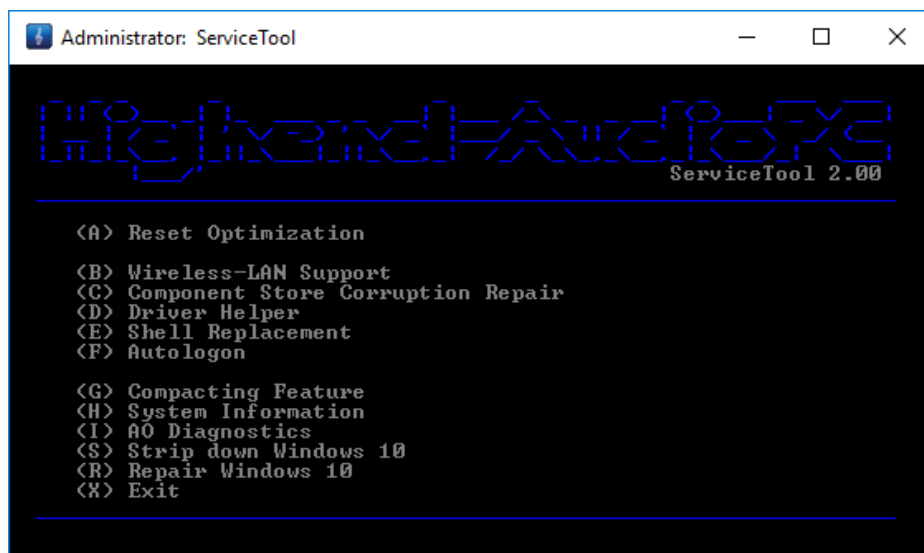 Administrator: ServiceTool
Highend-AudioPC
ServiceTool 2.00
(A) Reset Optimization
(B) Wireless-LAN Support
(C) Component Store Corruption Repair
(D) Driver Helper
(E) Shell Replacement
(F) Autologon
(G) Compacting Feature
(H) System Information
(I) AO Diagnostics
(S) Strip down Windows 10
(R) Repair Windows 10
(X) Exit